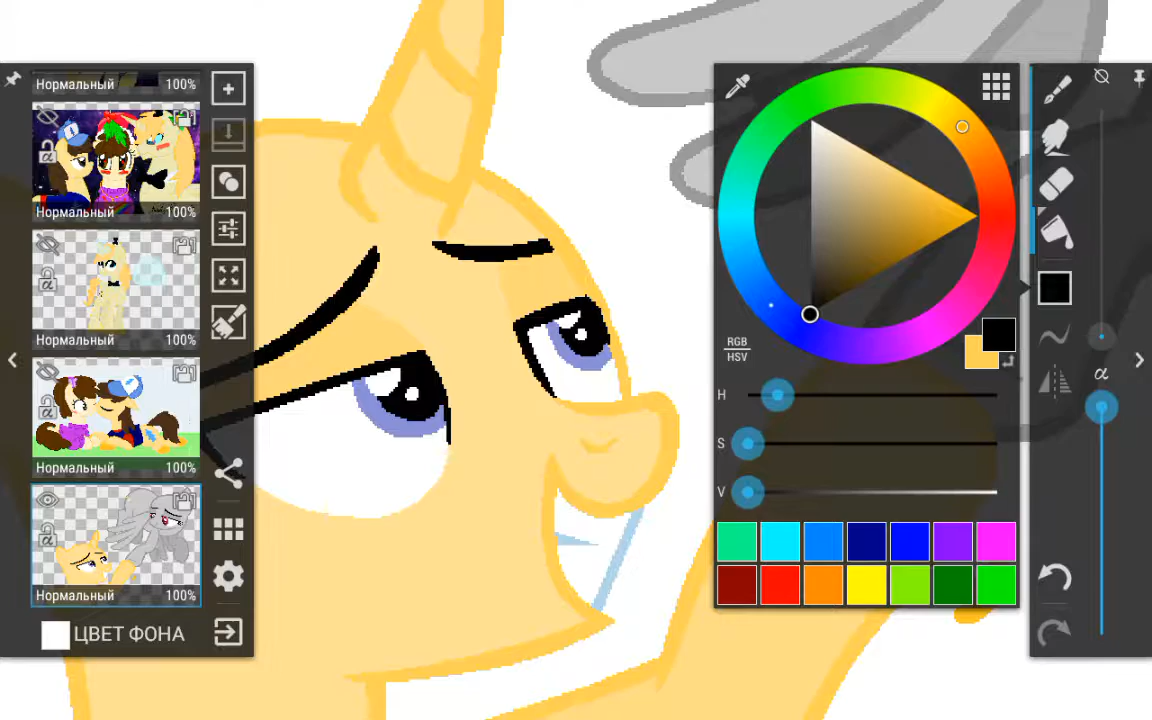 Нормальный 100%
Нормальный 100%
Нормальный 100%
Нормальный 100%
Нормальный 100%
ЦВЕТ ФОНА
RGB
HSV
H
S
V
α